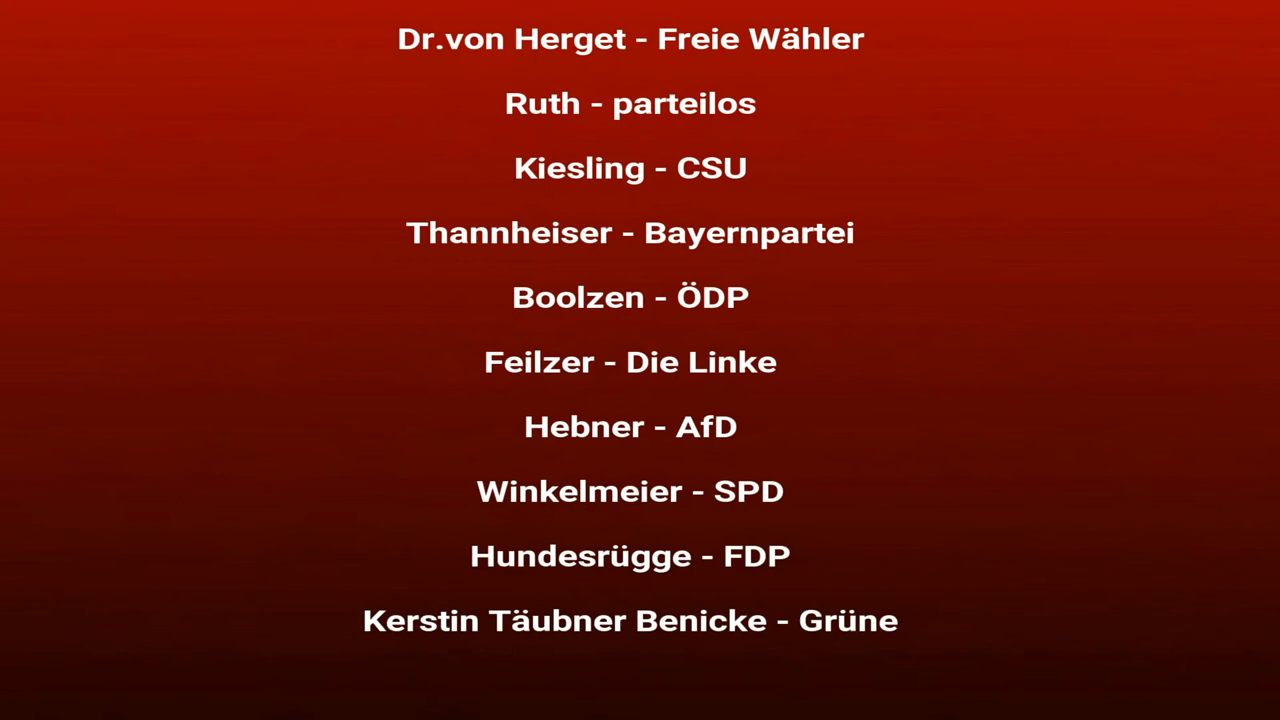 Dr.von Herget - Freie Wähler
Ruth - parteilos
Kiesling - CSU
Thannheiser - Bayernpartei
Boolzen - ÖDP
Feilzer - Die Linke
Hebner - AfD
Winkelmeier - SPD
Hundesrügge - FDP
Kerstin Täubner Benicke - Grüne